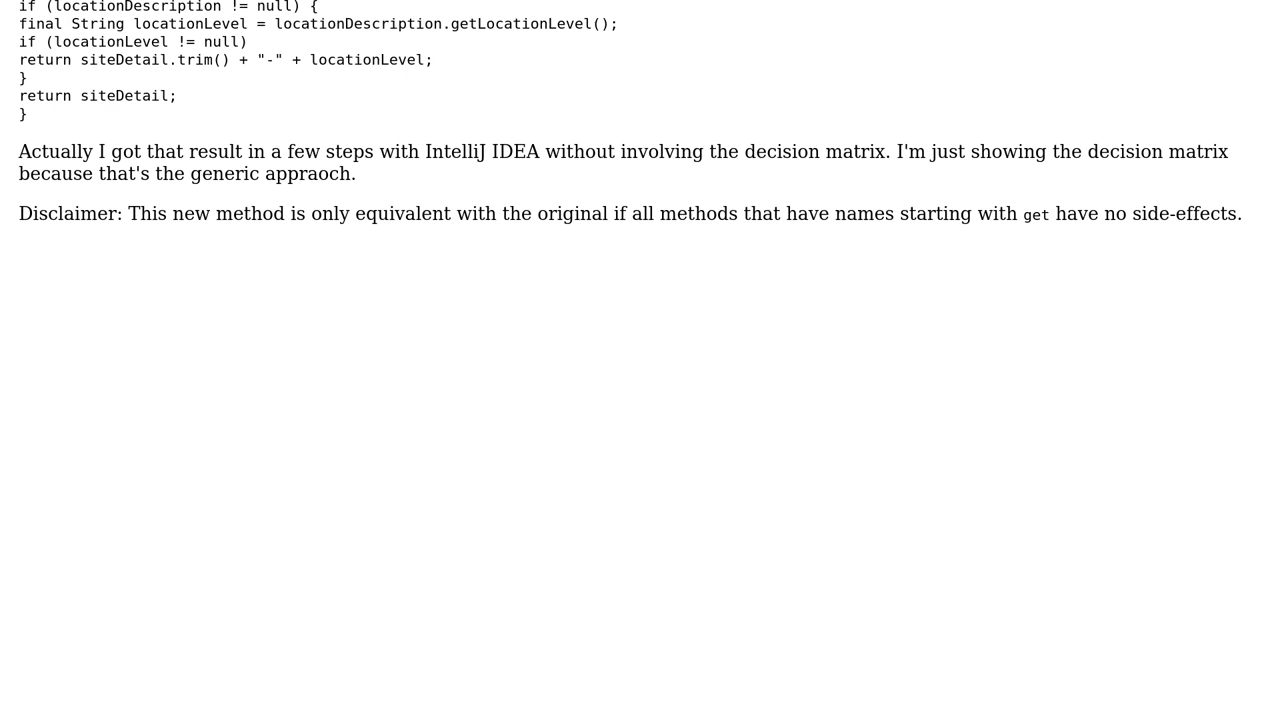 if (locationDescription != null) {
final String locationLevel = locationDescription.getLocationLevel();
if (locationLevel != null)
return siteDetail.trim() + "-" + locationLevel;
}
return siteDetail;
}
Actually I got that result in a few steps with IntelliJ IDEA without involving the decision matrix. I'm just showing the decision matrix
because that's the generic appraoch.
Disclaimer: This new method is only equivalent with the original if all methods that have names starting with get have no side-effects.